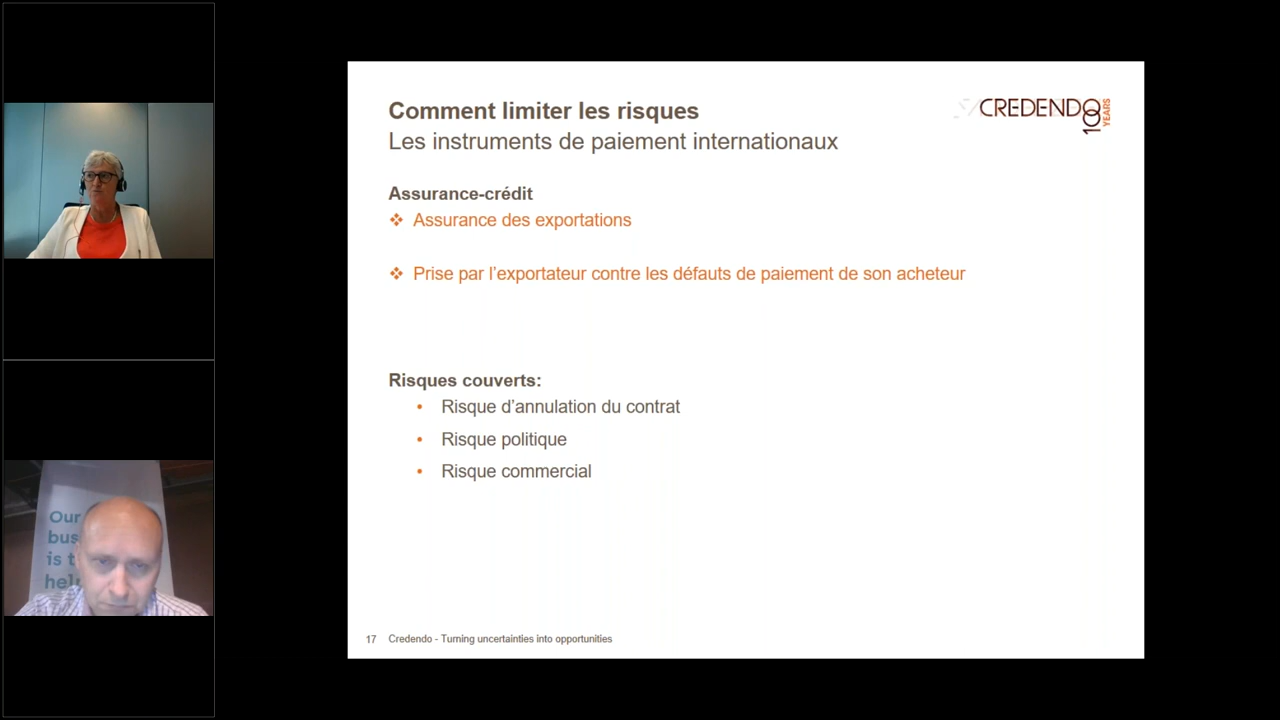 Comment limiter les risques
Les instruments de paiement internationaux
CREDENDO
100 YEARS
Assurance-crédit
❖ Assurance des exportations
❖ Prise par l’exportateur contre les défauts de paiement de son acheteur
Risques couverts:
• Risque d’annulation du contrat
• Risque politique
• Risque commercial
17 Credendo - Turning uncertainties into opportunities
Our
bus
is t
hel